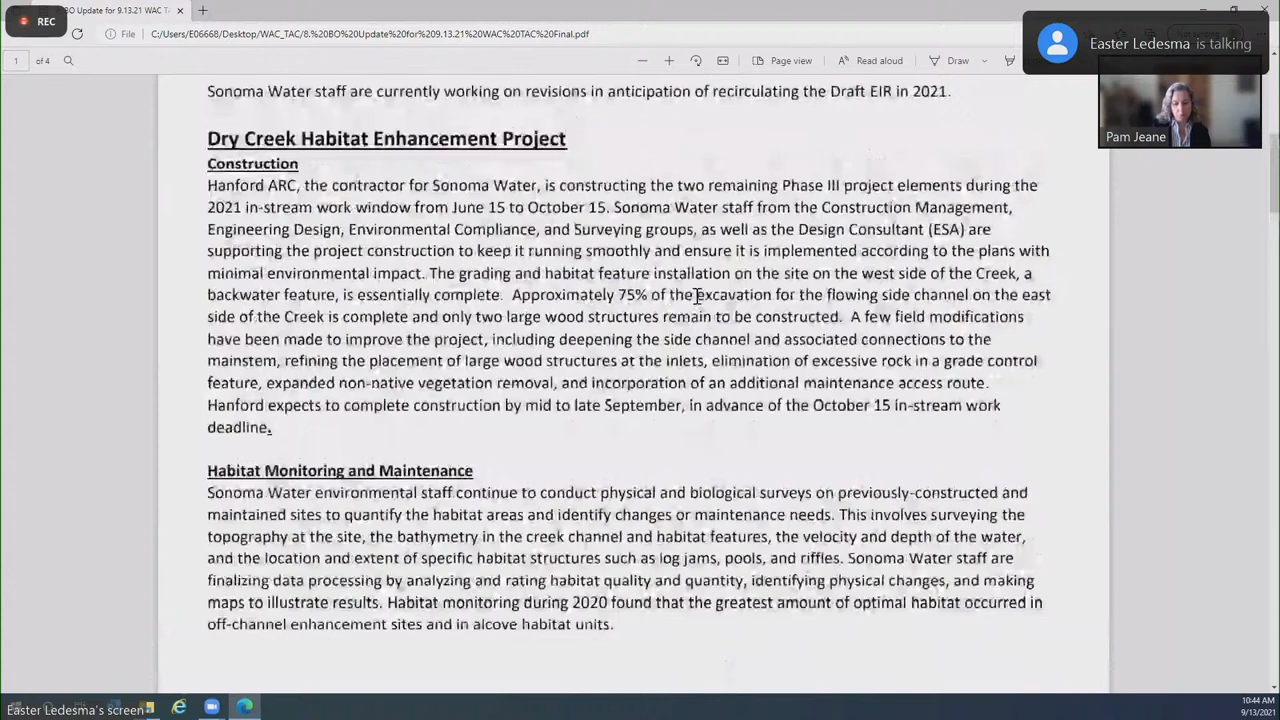 REC
BO Update for 9.13.21 WAC T
File
C:/Users/E06668/Desktop/WAC_TAC/8.%20BO%20Update%20for%209.13.21%20WAC%20TAC%20Final.pdf
Easter Ledesma is talking
1 of 4
Page view
Read aloud
Draw
Pam Jeane
Sonoma Water staff are currently working on revisions in anticipation of recirculating the Draft EIR in 2021.
Dry Creek Habitat Enhancement Project
Construction
Hanford ARC, the contractor for Sonoma Water, is constructing the two remaining Phase III project elements during the
2021 in-stream work window from June 15 to October 15. Sonoma Water staff from the Construction Management,
Engineering Design, Environmental Compliance, and Surveying groups, as well as the Design Consultant (ESA) are
supporting the project construction to keep it running smoothly and ensure it is implemented according to the plans with
minimal environmental impact. The grading and habitat feature installation on the site on the west side of the Creek, a
backwater feature, is essentially complete. Approximately 75% of the excavation for the flowing side channel on the east
side of the Creek is complete and only two large wood structures remain to be constructed. A few field modifications
have been made to improve the project, including deepening the side channel and associated connections to the
mainstem, refining the placement of large wood structures at the inlets, elimination of excessive rock in a grade control
feature, expanded non-native vegetation removal, and incorporation of an additional maintenance access route.
Hanford expects to complete construction by mid to late September, in advance of the October 15 in-stream work
deadline.
Habitat Monitoring and Maintenance
Sonoma Water environmental staff continue to conduct physical and biological surveys on previously-constructed and
maintained sites to quantify the habitat areas and identify changes or maintenance needs. This involves surveying the
topography at the site, the bathymetry in the creek channel and habitat features, the velocity and depth of the water,
and the location and extent of specific habitat structures such as log jams, pools, and riffles. Sonoma Water staff are
finalizing data processing by analyzing and rating habitat quality and quantity, identifying physical changes, and making
maps to illustrate results. Habitat monitoring during 2020 found that the greatest amount of optimal habitat occurred in
off-channel enhancement sites and in alcove habitat units.
Easter Ledesma's screen
10:44 AM
9/13/2021